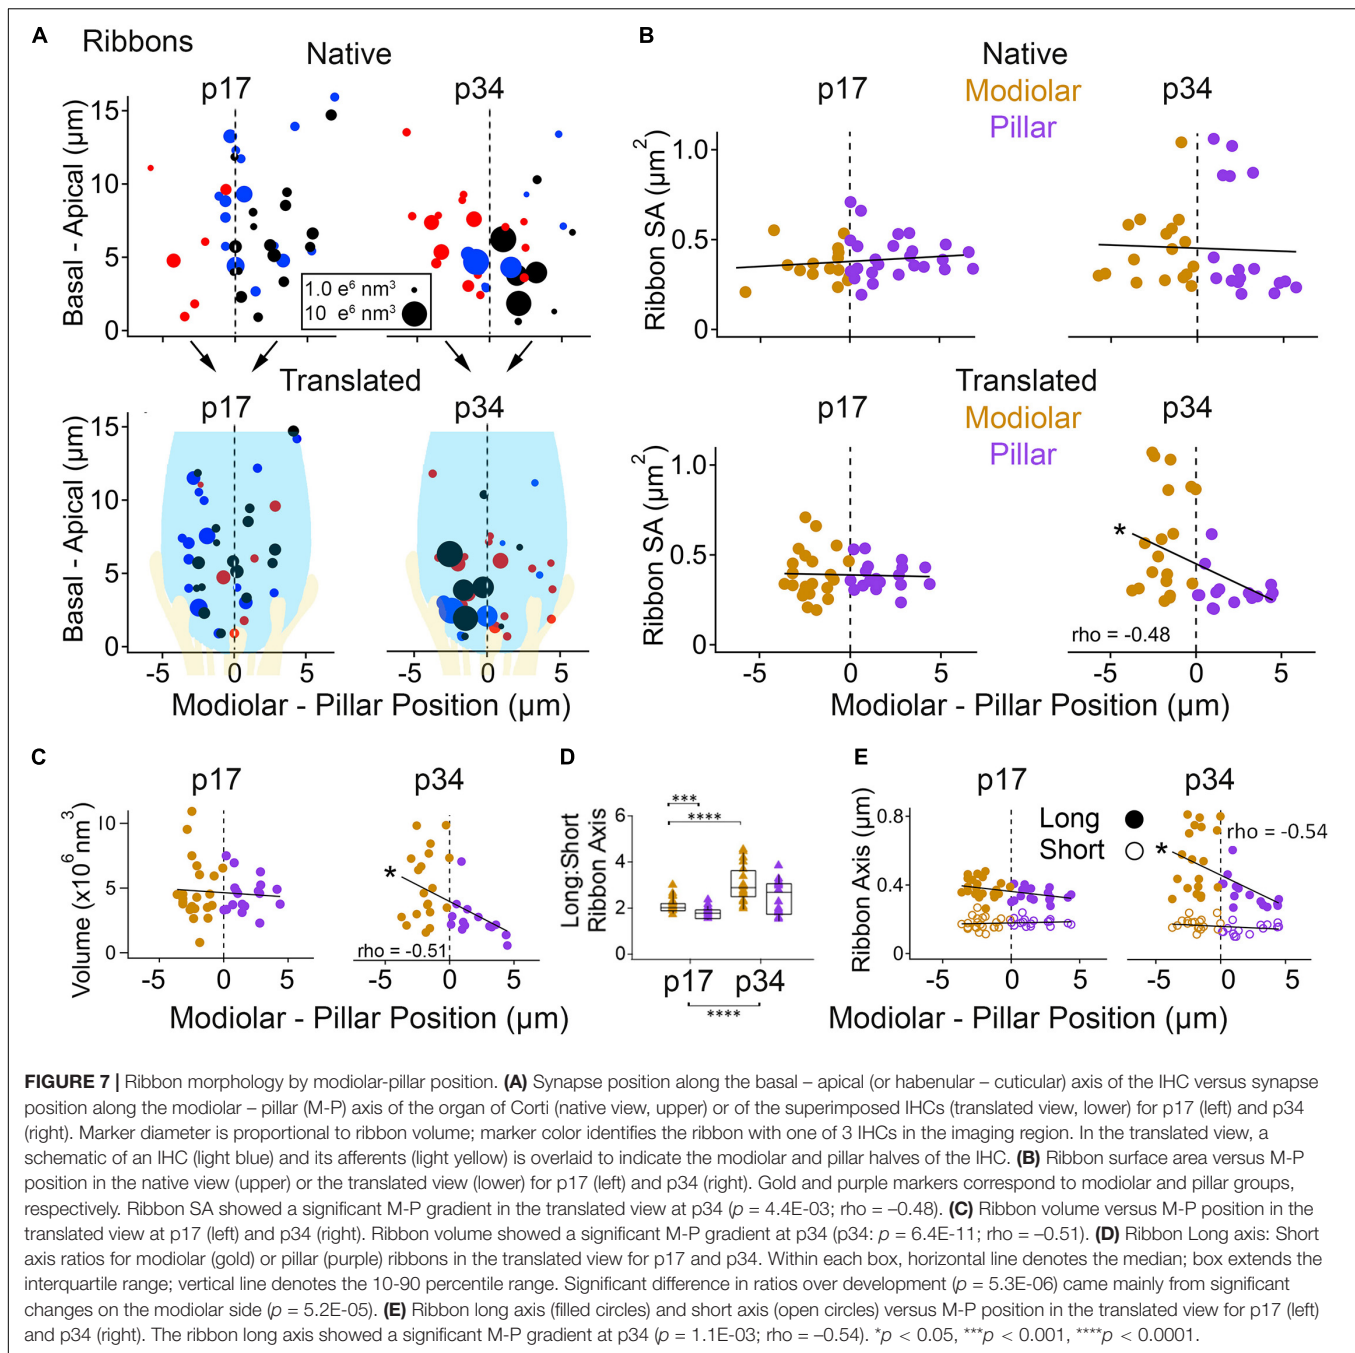 A
Ribbons
Native
p17
p34
15
10
5
0
Basal - Apical (µm)
1.0 e⁶ nm³
10 e⁶ nm³
Translated
p17
p34
15
10
5
0
Basal - Apical (µm)
-5 0 5
-5 0 5
Modiolar - Pillar Position (µm)
B
Native
p17
Modiolar
Pillar
p34
1.0
0.5
0
Ribbon SA (µm²)
Translated
p17
Modiolar
Pillar
p34
1.0
0.5
0
Ribbon SA (µm²)
*
rho = -0.48
-5 0 5
-5 0 5
Modiolar - Pillar Position (µm)
C
p17
p34
10
5
0
Volume (x10⁶nm³)
*
rho = -0.51
-5 0 5
-5 0 5
Modiolar - Pillar Position (µm)
D
6
4
2
0
Long:Short
Ribbon Axis
***
****
p17 p34
****
E
p17
p34
0.8
0.4
0
Ribbon Axis (µm)
Long
Short
*
rho = -0.54
-5 0 5
-5 0 5
Modiolar - Pillar Position (µm)
FIGURE 7 | Ribbon morphology by modiolar-pillar position. (A) Synapse position along the basal – apical (or habenular – cuticular) axis of the IHC versus synapse
position along the modiolar – pillar (M-P) axis of the organ of Corti (native view, upper) or of the superimposed IHCs (translated view, lower) for p17 (left) and p34
(right). Marker diameter is proportional to ribbon volume; marker color identifies the ribbon with one of 3 IHCs in the imaging region. In the translated view, a
schematic of an IHC (light blue) and its afferents (light yellow) is overlaid to indicate the modiolar and pillar halves of the IHC. (B) Ribbon surface area versus M-P
position in the native view (upper) or the translated view (lower) for p17 (left) and p34 (right). Gold and purple markers correspond to modiolar and pillar groups,
respectively. Ribbon SA showed a significant M-P gradient in the translated view at p34 (p = 4.4E-03; rho = –0.48). (C) Ribbon volume versus M-P position in the
translated view at p17 (left) and p34 (right). Ribbon volume showed a significant M-P gradient at p34 (p34: p = 6.4E-11; rho = –0.51). (D) Ribbon Long axis: Short
axis ratios for modiolar (gold) or pillar (purple) ribbons in the translated view for p17 and p34. Within each box, horizontal line denotes the median; box extends the
interquartile range; vertical line denotes the 10-90 percentile range. Significant difference in ratios over development (p = 5.3E-06) came mainly from significant
changes on the modiolar side (p = 5.2E-05). (E) Ribbon long axis (filled circles) and short axis (open circles) versus M-P position in the translated view for p17 (left)
and p34 (right). The ribbon long axis showed a significant M-P gradient at p34 (p = 1.1E-03; rho = –0.54). *p < 0.05, ***p < 0.001, ****p < 0.0001.